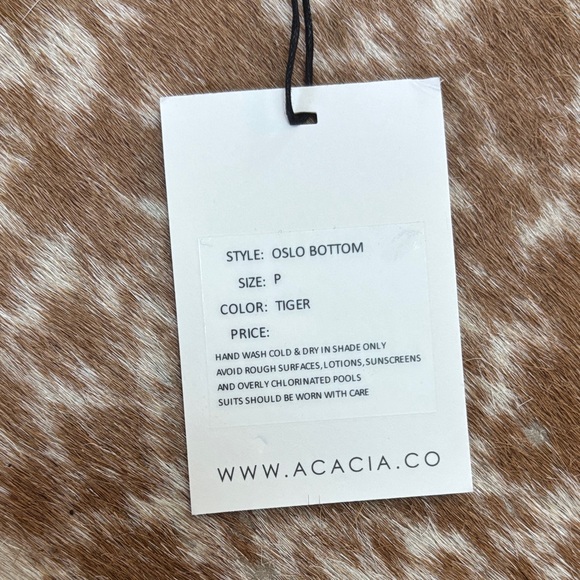 STYLE: OSLO BOTTOM
SIZE: P
COLOR: TIGER
PRICE:
HAND WASH COLD & DRY IN SHADE ONLY
AVOID ROUGH SURFACES, LOTIONS, SUNSCREENS
AND OVERLY CHLORINATED POOLS
SUITS SHOULD BE WORN WITH CARE
WWW.ACACIA.CO